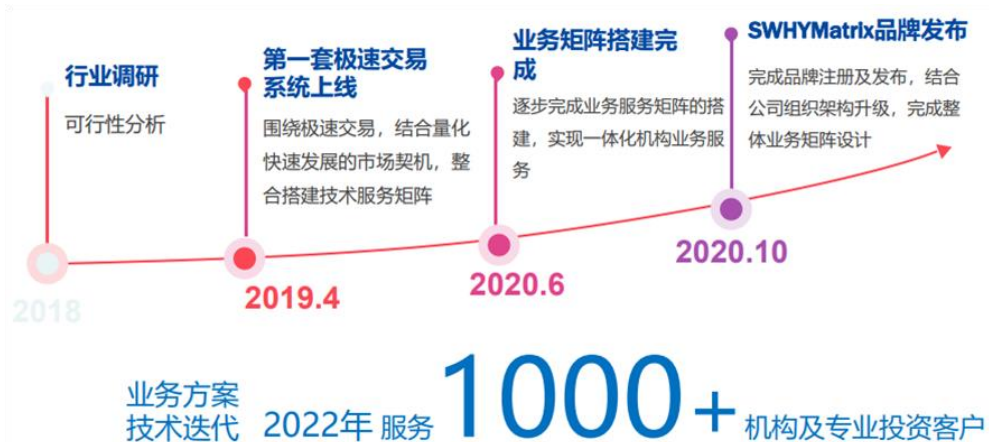 行业调研
可行性分析
2018
第一套极速交易
系统上线
围绕极速交易，结合量化
快速发展的市场契机，整
合搭建技术服务矩阵
2019.4
业务矩阵搭建完
成
逐步完成业务服务矩阵的搭
建，实现一体化机构业务服
务
2020.6
SWHYMatrix品牌发布
完成品牌注册及发布，结合
公司组织架构升级，完成整
体业务矩阵设计
2020.10
业务方案
技术迭代
2022年 服务 1000+ 机构及专业投资客户